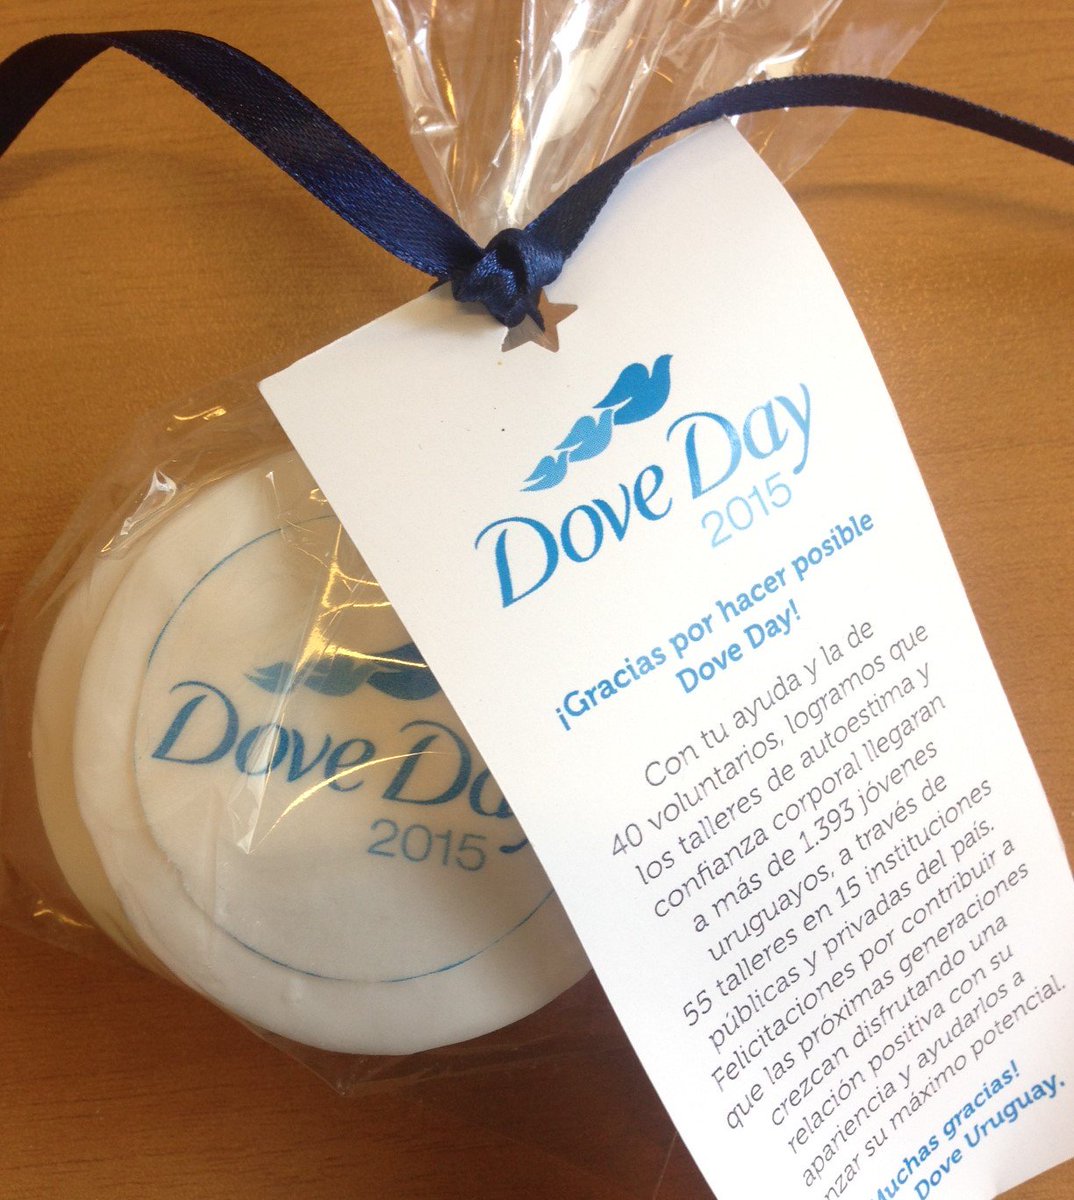 Dove Day
2015
¡Gracias por hacer posible
Dove Day!
Con tu ayuda y la de
40 voluntarios, logramos que
los talleres de autoestima y
confianza corporal llegaran
a más de 1.393 jóvenes
uruguayos, a través de
55 talleres en 15 instituciones
públicas y privadas del país.
Felicitaciones por contribuir a
que las próximas generaciones
crezcan disfrutando una
relación positiva con su
apariencia y ayudarlos a
nzar su máximo potencial.
Muchas gracias!
Dove Uruguay.
Dove Day
2015